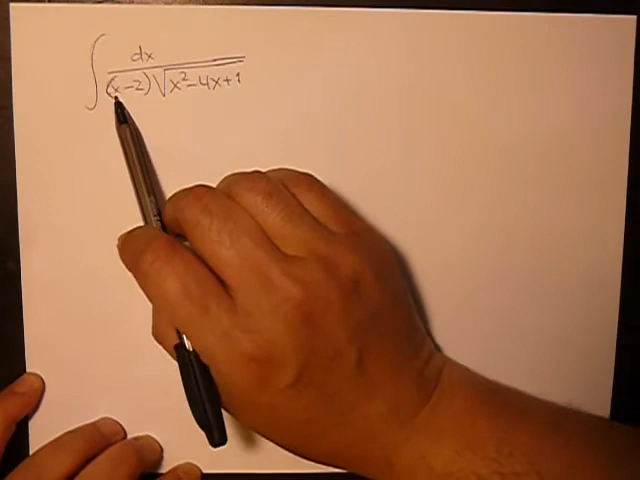 ∫ dx / (x-2)√(x²-4x+1)